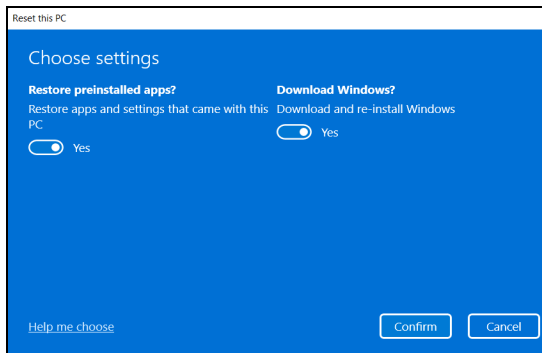 Reset this PC
Choose settings
Restore preinstalled apps?
Restore apps and settings that came with this
PC
Yes
Download Windows?
Download and re-install Windows
Yes
Help me choose
Confirm
Cancel